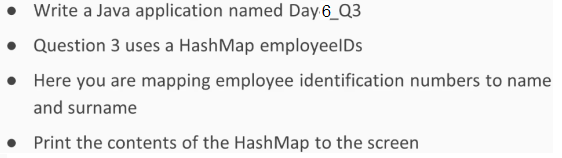 ● Write a Java application named Day6_Q3
● Question 3 uses a HashMap employeeIDs
● Here you are mapping employee identification numbers to name
and surname
● Print the contents of the HashMap to the screen